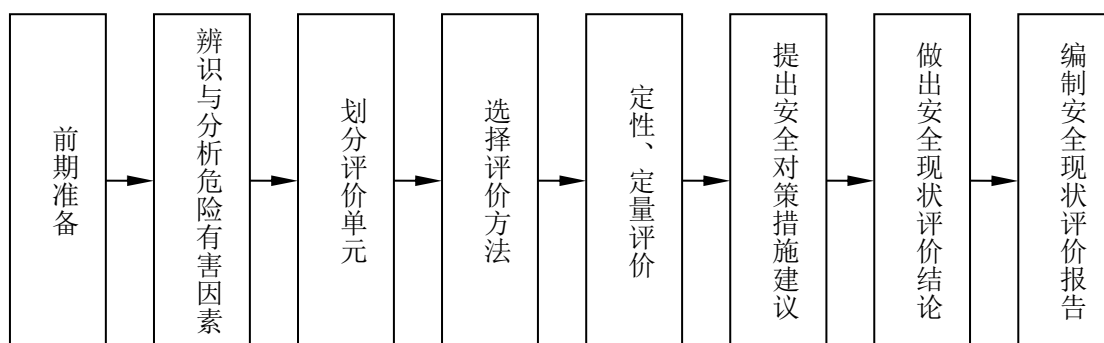 前期准备
辨识与分析危险有害因素
划分评价单元
选择评价方法
定性、定量评价
提出安全对策措施建议
做出安全现状评价结论
编制安全现状评价报告